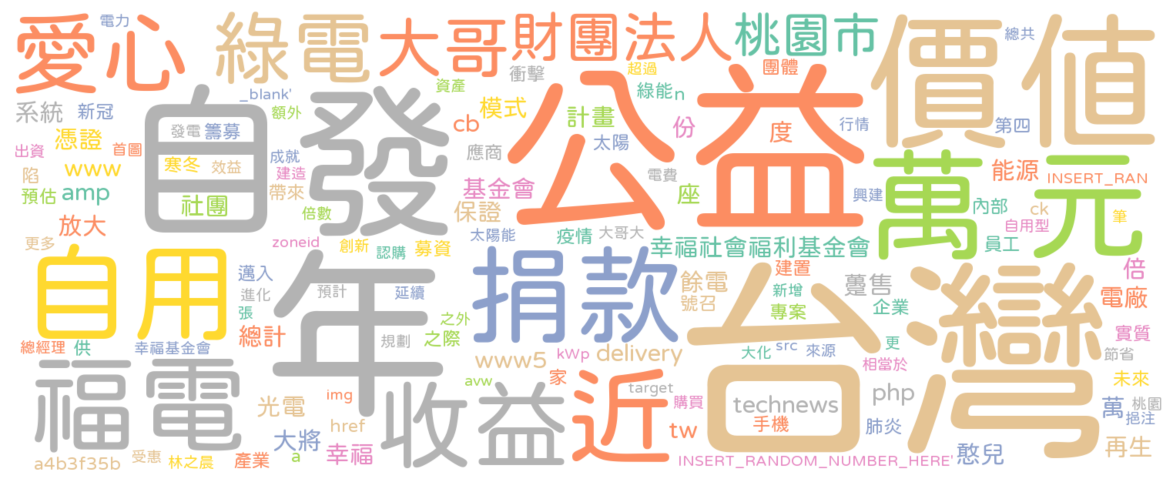 愛心
電力
綠電
大哥
財團法人
桃園市
價值
總共
系統
新冠
_blank'
額外
資產
衝擊
超過
團體
綠能
n
行情
第四
自發
公益
發電
籌募
cb
模式
計畫
份
太陽
度
憑證
寒冬
效益
成就
應商
出資
首圖
陷
www
建造
電費
能源
INSERT_RAN
萬元
預估
amp
社團
帶來
倍數
基金會
保證
座
興建
內部
ck
自用型
筆
員工
放大
更多
zoneid
創新
認購
募資
太陽能
疫情
大哥大
幸福社會福利基金會
自用
邁入
進化
張
年
預計
延續
捐款
餘電
號召
建置
新增
專案
躉售
企業
台灣
倍
電廠
實質
節省
總計
規劃
之外
之際
總經理
供
幸福基金會
www5
kWp
delivery
大化
src
來源
更
相當於
未來
福電
img
avw
家
target
購買
technews
php
手機
萬
桃園
挹注
光電
href
收益
近
tw
肺炎
大將
a
幸福
a4b3f35b
受惠
林之晨
產業
INSERT_RANDOM_NUMBER_HERE'
憨兒
再生